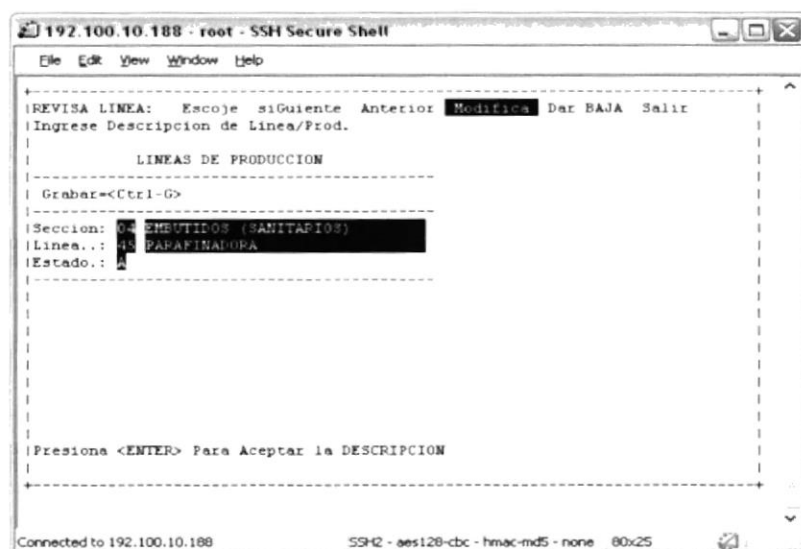 192.100.10.188 - root - SSH Secure Shell
File Edit View Window Help
REVISA LINEA: Escoje siGuiente Anterior Modifica Dar BAJA Salir
Ingrese Descripcion de Linea/Prod.
LINEAS DE PRODUCCION
Grabar=<Ctrl-G>
Seccion: 04 EMBUTIDOS (SANITARIOS)
Linea..: 45 PARAFINADORA
Estado.: A
Presiona <ENTER> Para Aceptar la DESCRIPCION
Connected to 192.100.10.188 SSH2 - aes128-cbc - hmac-md5 - none 80x25